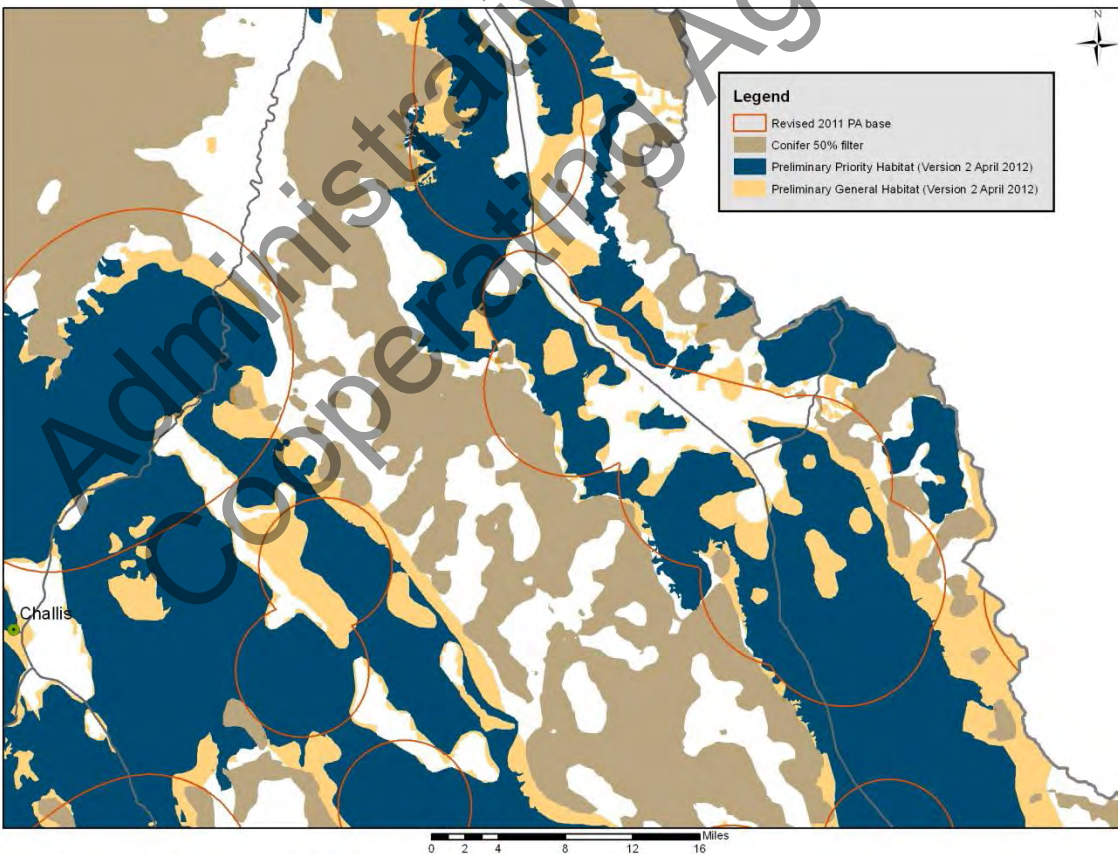 N
Legend
Revised 2011 PA base
Conifer 50% filter
Preliminary Priority Habitat (Version 2 April 2012)
Preliminary General Habitat (Version 2 April 2012)
Administrativ
Cooperating Ag
Challis
Miles
0 2 4 8 12 16